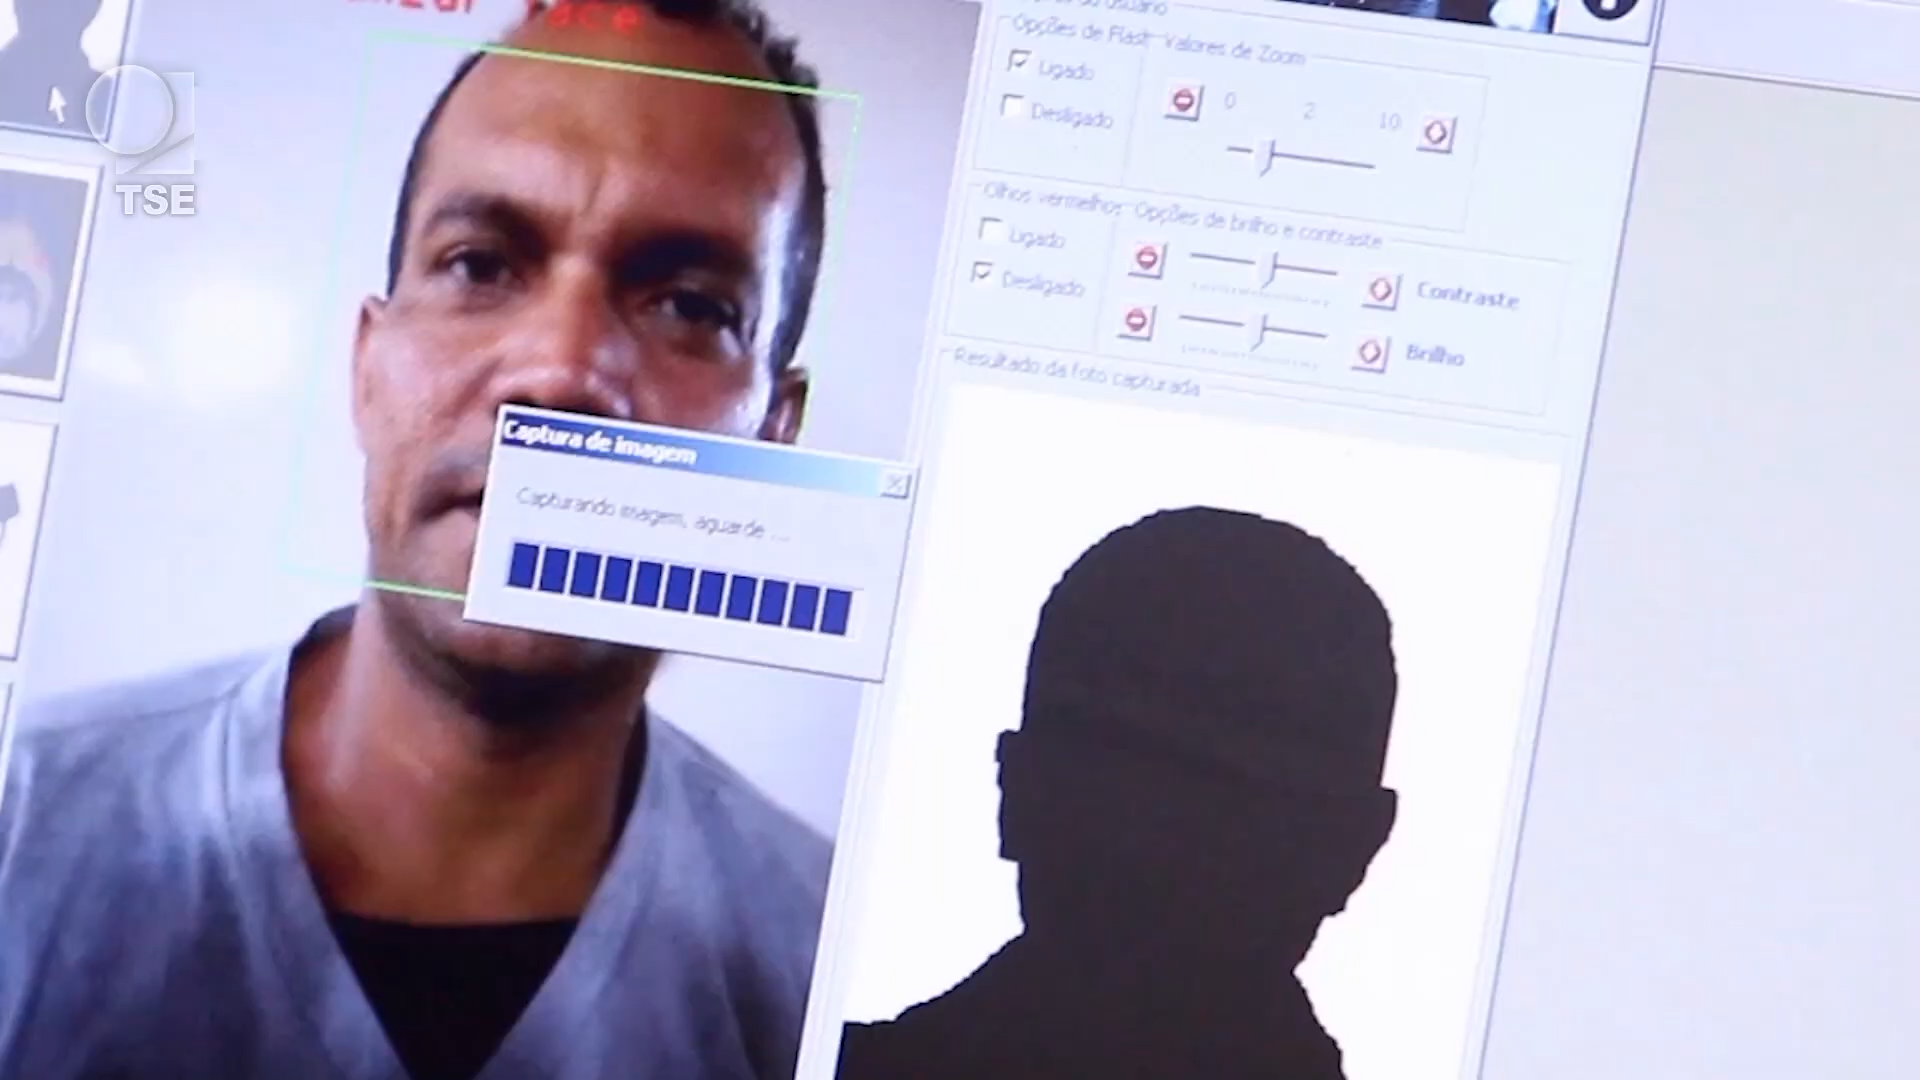 face
TSE
Opções de Flash
Valores de Zoom
Ligado
Desligado
0 2 10
Olhos vermelhos
Opções de brilho e contraste
Ligado
Desligado
Contraste
Brilho
Resultado da foto capturada
Captura de imagem
Capturando imagem, aguarde ...